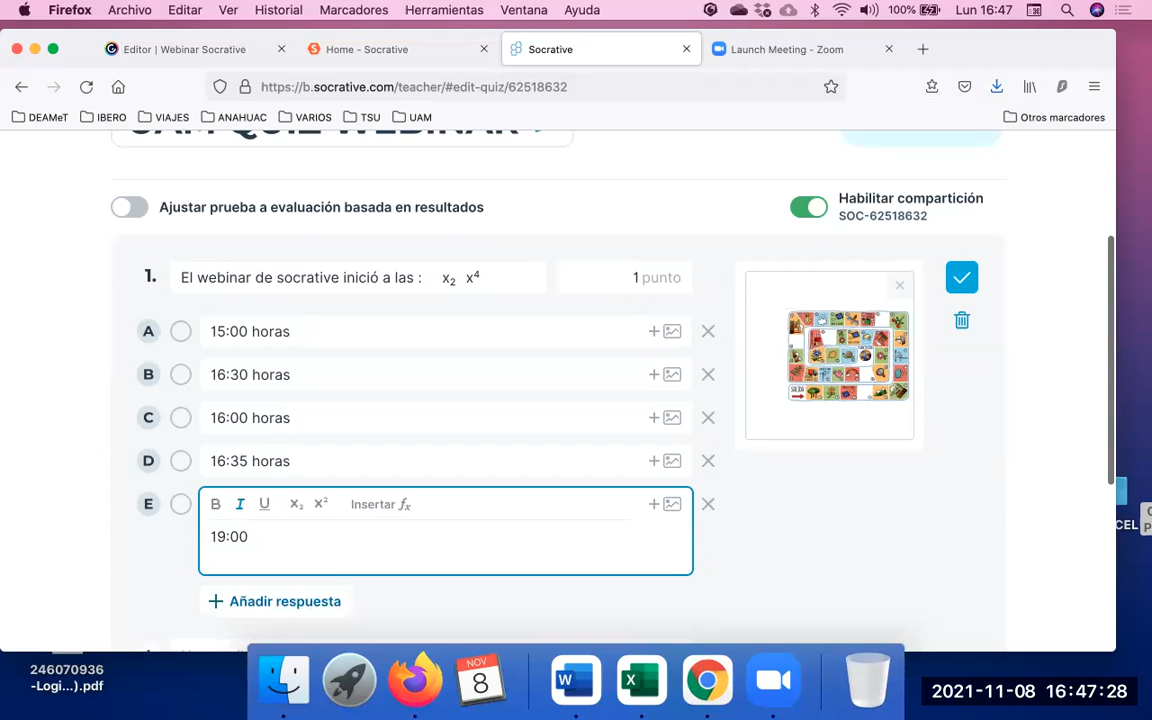 Firefox Archivo Editar Ver Historial Marcadores Herramientas Ventana Ayuda 100% Lun 16:47
Editor | Webinar Socrative Home - Socrative Socrative Launch Meeting - Zoom
https://b.socrative.com/teacher/#edit-quiz/62518632
DEAMeT IBERO VIAJES ANAHUAC VARIOS TSU UAM Otros marcadores
QUIZ WEBINAR
Ajustar prueba a evaluación basada en resultados
Habilitar compartición
SOC-62518632
1. El webinar de socrative inició a las : x₂ x⁴ 1 punto
A 15:00 horas
B 16:30 horas
C 16:00 horas
D 16:35 horas
E B I U X₂ X² Insertar fx
19:00
+ Añadir respuesta
246070936
-Logi...).pdf
NOV
8
2021-11-08 16:47:28